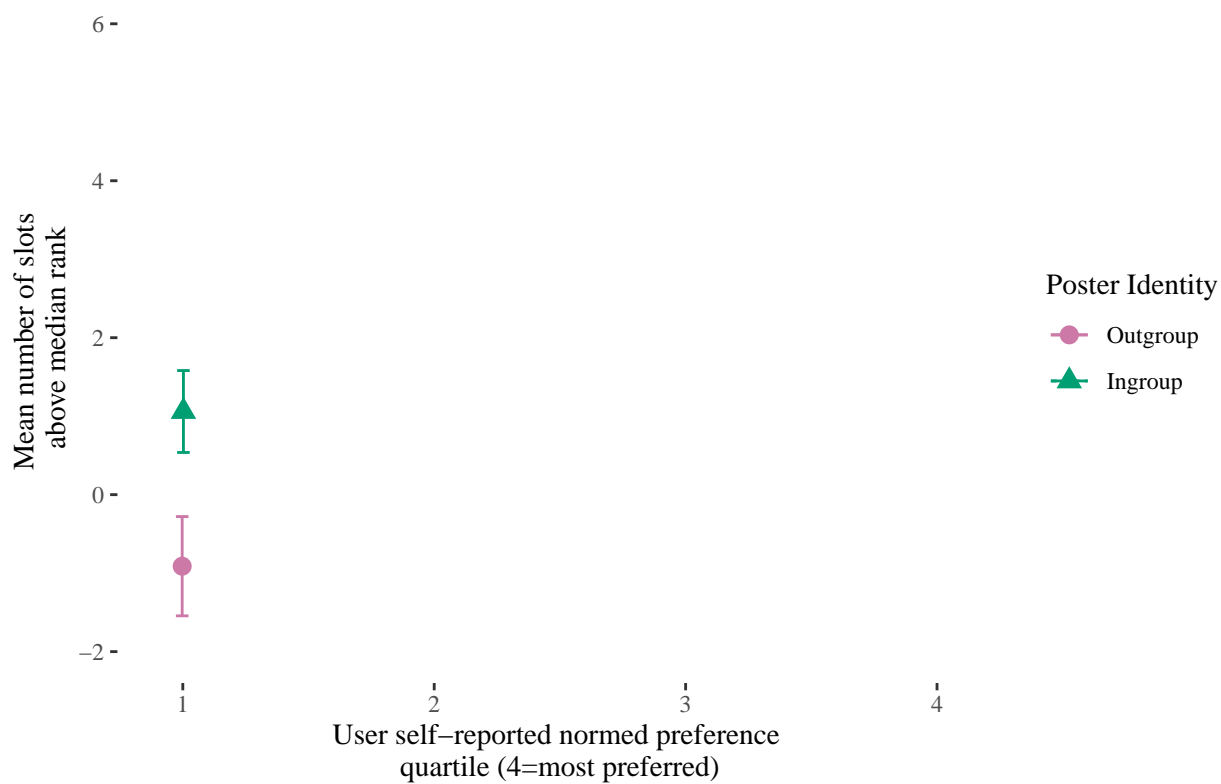 6
4
2
0
−2
Mean number of slots
above median rank
1 2 3 4
User self−reported normed preference
quartile (4=most preferred)
Poster Identity
Outgroup
Ingroup